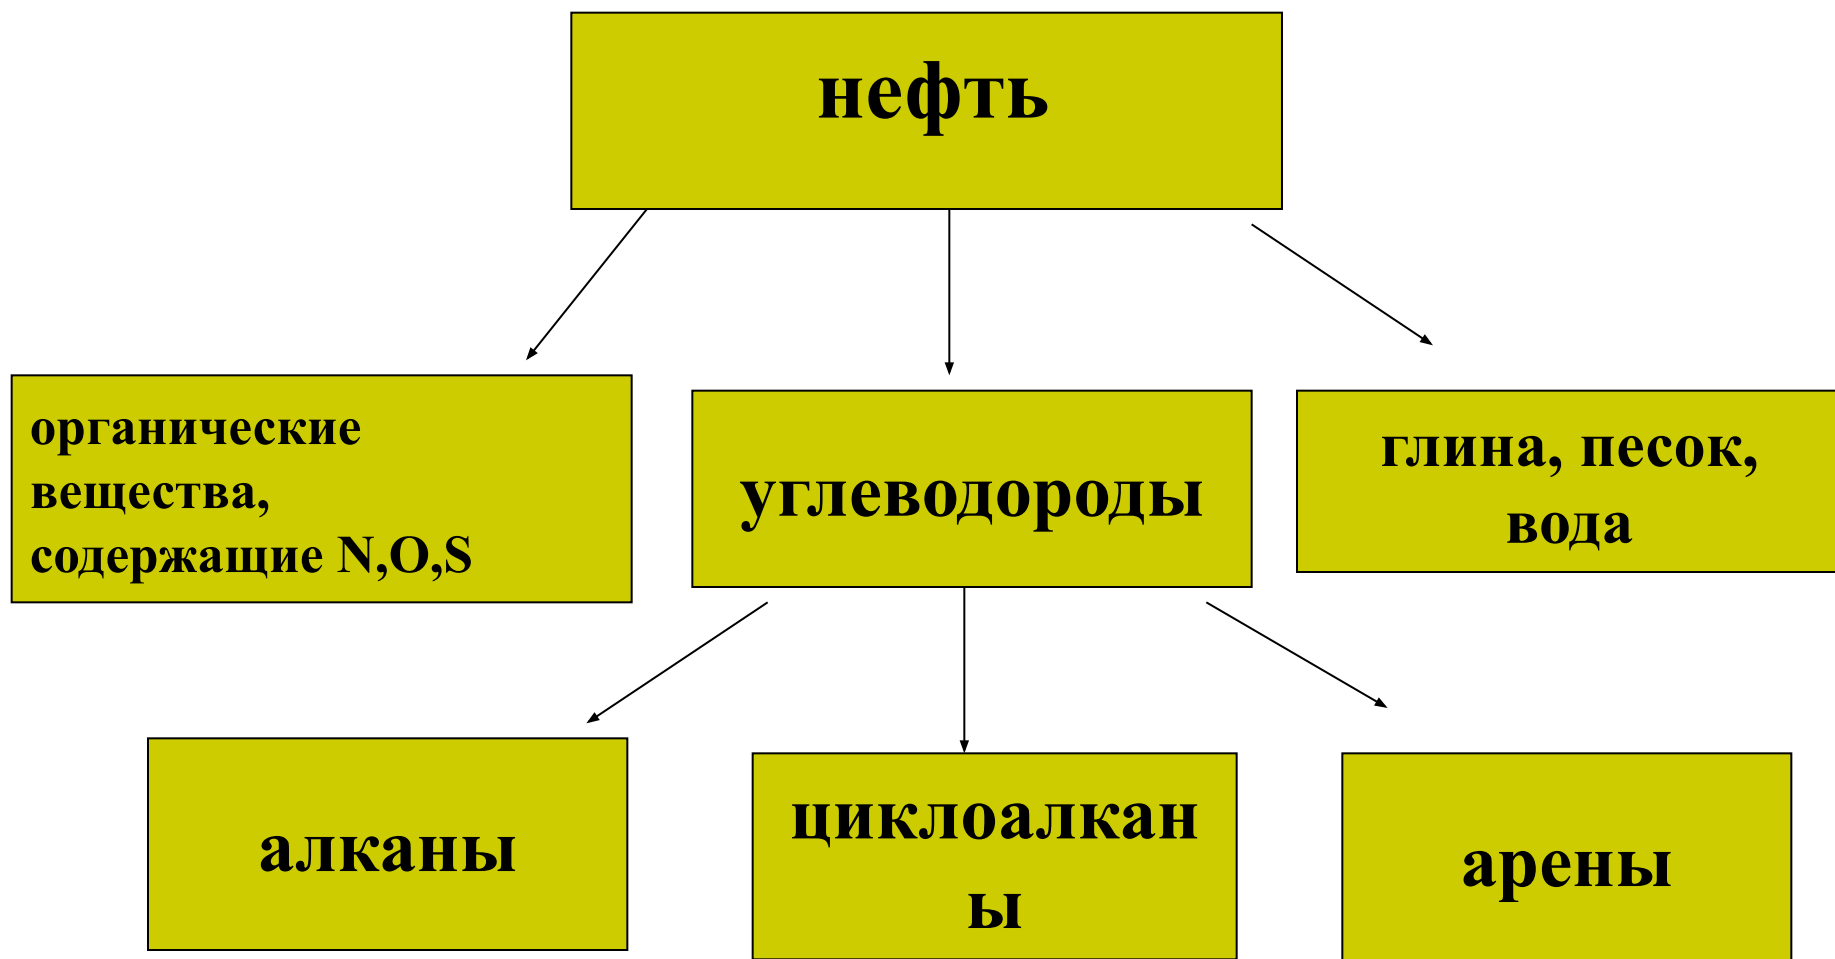 нефть
органические
вещества,
содержащие N,O,S
углеводороды
глина, песок,
вода
алканы
циклоалкан
ы
арены